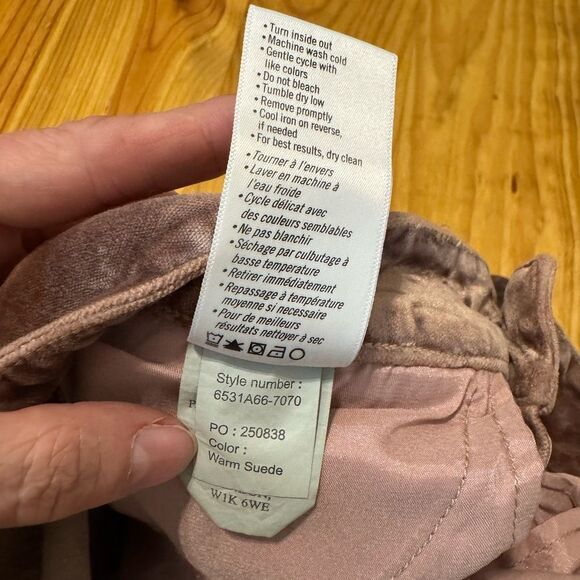 • Turn inside out
• Machine wash cold
• Gentle cycle with
like colors
• Do not bleach
• Tumble dry low
• Remove promptly
• Cool iron on reverse,
if needed
• For best results, dry clean
• Tourner à l'envers
• Laver en machine à
l'eau froide
• Cycle délicat avec
des couleurs semblables
• Ne pas blanchir
• Séchage par culbutage à
basse temperature
• Retirer immédiatement
• Repassage à température
moyenne si necessaire
• Pour de meilleurs
résultats nettoyer à sec
Style number :
6531A66-7070
P
PO : 250838
Color :
Warm Suede
W1K 6WE